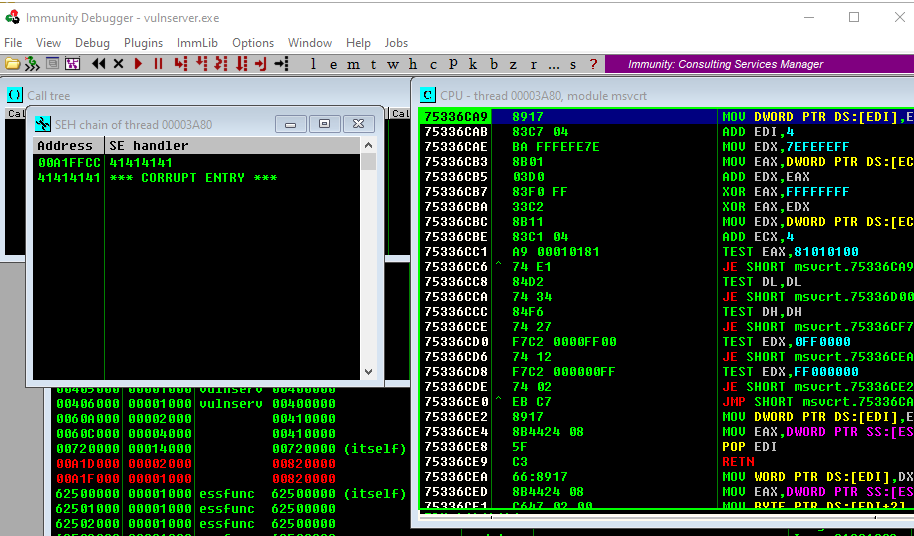 Immunity Debugger - vulnserver.exe
File View Debug Plugins ImmLib Options Window Help Jobs
l e m t w h c P k b z r ... s ? Immunity: Consulting Services Manager
Call tree
SEH chain of thread 00003A80
Address SE handler
00A1FFCC 41414141
41414141 *** CORRUPT ENTRY ***
00406000 00001000 vulnserv 00400000
0060A000 00002000 00410000
0060C000 00004000 00410000
00720000 00014000 00720000 (itself)
00A1D000 00002000 00820000
00A1F000 00001000 00820000
62500000 00001000 essfunc 62500000 (itself)
62501000 00001000 essfunc 62500000
62502000 00001000 essfunc 62500000
CPU - thread 00003A80, module msvcrt
75336CA9 8917 MOV DWORD PTR DS:[EDI],E
75336CAB 83C7 04 ADD EDI,4
75336CAE BA FFFEFE7E MOV EDX,7EFEFEFF
75336CB3 8B01 MOV EAX,DWORD PTR DS:[EC
75336CB5 03D0 ADD EDX,EAX
75336CB7 83F0 FF XOR EAX,FFFFFFFF
75336CBA 33C2 XOR EAX,EDX
75336CBC 8B11 MOV EDX,DWORD PTR DS:[EC
75336CBE 83C1 04 ADD ECX,4
75336CC1 A9 00010181 TEST EAX,81010100
75336CC6 ^ 74 E1 JE SHORT msvcrt.75336CA9
75336CC8 84D2 TEST DL,DL
75336CCA 74 34 JE SHORT msvcrt.75336D00
75336CCC 84F6 TEST DH,DH
75336CCE 74 27 JE SHORT msvcrt.75336CF7
75336CD0 F7C2 0000FF00 TEST EDX,0FF0000
75336CD6 74 12 JE SHORT msvcrt.75336CEA
75336CD8 F7C2 000000FF TEST EDX,FF000000
75336CDE 74 02 JE SHORT msvcrt.75336CE2
75336CE0 ^ EB C7 JMP SHORT msvcrt.75336CA
75336CE2 8917 MOV DWORD PTR DS:[EDI],E
75336CE4 8B4424 08 MOV EAX,DWORD PTR SS:[ES
75336CE8 5F POP EDI
75336CE9 C3 RETN
75336CEA 66:8917 MOV WORD PTR DS:[EDI],DX
75336CED 8B4424 08 MOV EAX,DWORD PTR SS:[ES
75336CF1 C647 02 00 MOV BYTE PTR DS:[EDI+2]